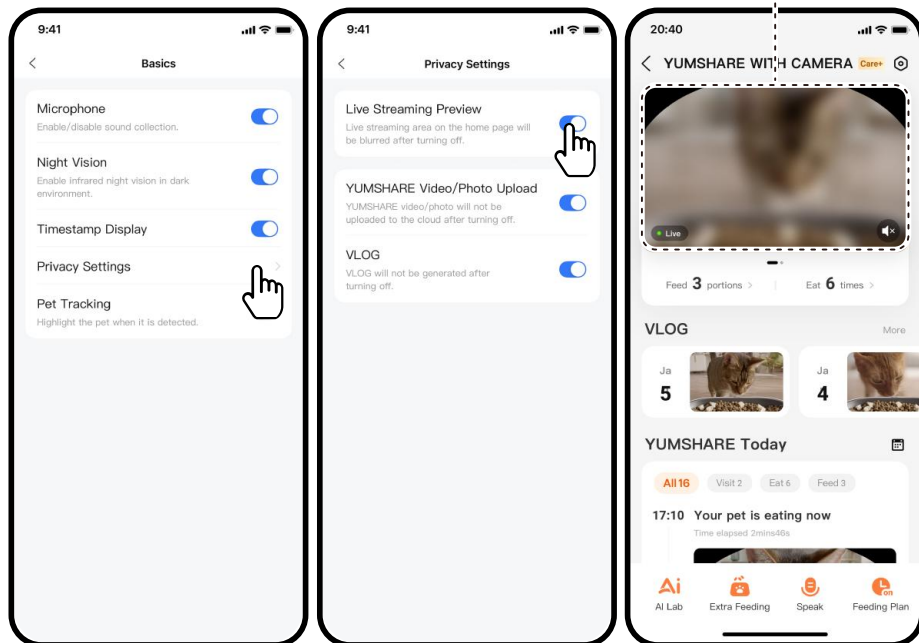 9:41
Basics
Microphone
Enable/disable sound collection.
Night Vision
Enable infrared night vision in dark
environment.
Timestamp Display
Privacy Settings
Pet Tracking
Highlight the pet when it is detected.
9:41
Privacy Settings
Live Streaming Preview
Live streaming area on the home page will
be blurred after turning off.
YUMSHARE Video/Photo Upload
YUMSHARE video/photo will not be
uploaded to the cloud after turning off.
VLOG
VLOG will not be generated after
turning off.
20:40
YUMSHARE WITH CAMERA Care+
Live
Feed 3 portions > Eat 6 times >
VLOG More
Ja
5
Ja
4
YUMSHARE Today
All 16 Visit 2 Eat 6 Feed 3
17:10 Your pet is eating now
Time elapsed 2mins46s
Ai
on
AI Lab Extra Feeding Speak Feeding Plan